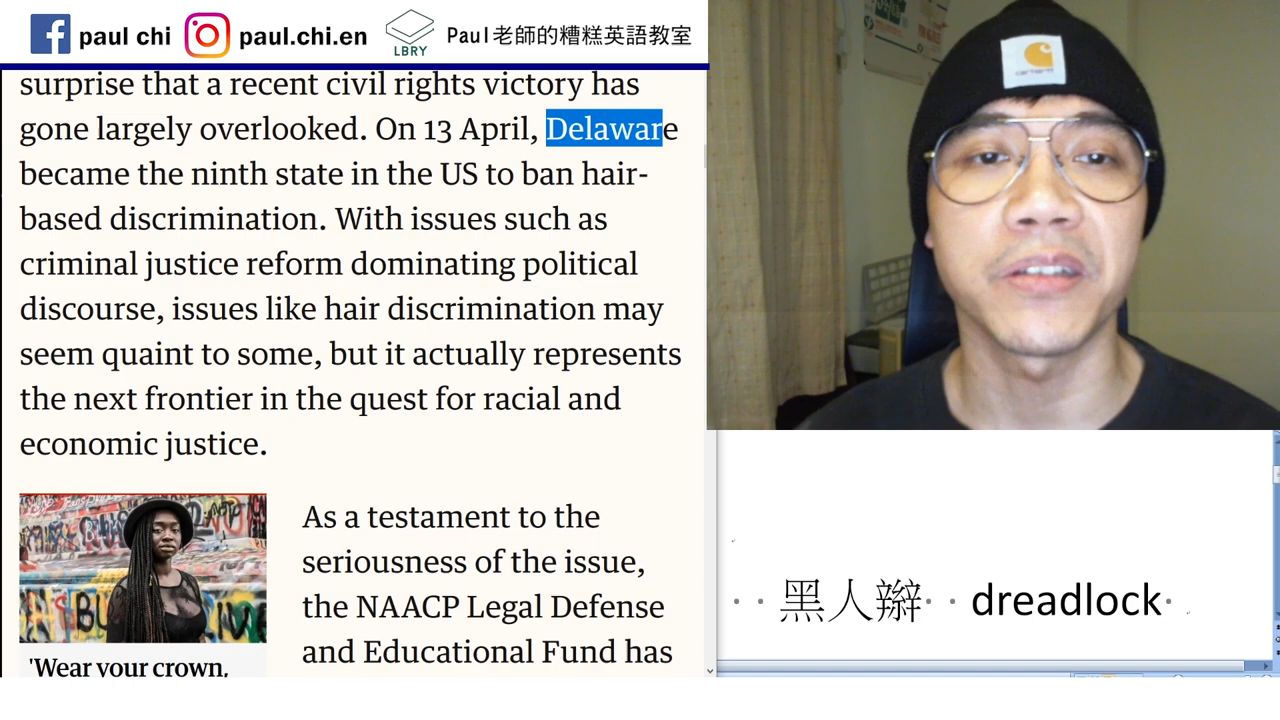 paul chi
paul.chi.en
LBRY
Paul老師的糟糕英語教室
surprise that a recent civil rights victory has
gone largely overlooked. On 13 April, Delaware
became the ninth state in the US to ban hair-
based discrimination. With issues such as
criminal justice reform dominating political
discourse, issues like hair discrimination may
seem quaint to some, but it actually represents
the next frontier in the quest for racial and
economic justice.
As a testament to the
seriousness of the issue,
the NAACP Legal Defense
and Educational Fund has
'Wear your crown,
carhartt
黑人辮 dreadlock